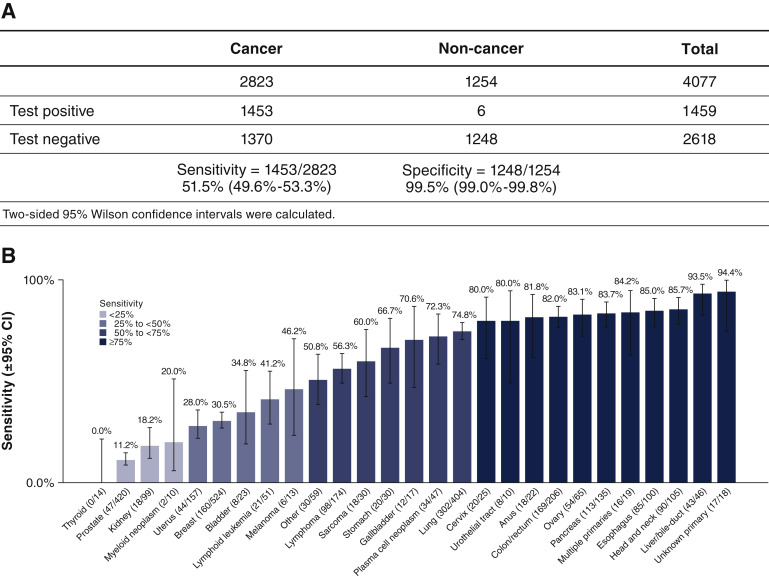 A
Cancer Non-cancer Total
2823 1254 4077
Test positive 1453 6 1459
Test negative 1370 1248 2618
Sensitivity = 1453/2823 Specificity = 1248/1254
51.5% (49.6%-53.3%) 99.5% (99.0%-99.8%)
Two-sided 95% Wilson confidence intervals were calculated.
B
Sensitivity (±95% CI)
100%
0.0%
Sensitivity
<25%
25% to <50%
50% to <75%
≥75%
0.0%
11.2%
18.2%
20.0%
28.0%
30.5%
34.8%
41.2%
46.2%
50.8%
56.3%
60.0%
66.7%
70.6%
72.3%
74.8%
80.0%
80.0%
81.8%
82.0%
83.1%
83.7%
84.2%
85.0%
85.7%
93.5%
94.4%
Thyroid (0/14)
Prostate (47/420)
Kidney (18/99)
Myeloid neoplasm (2/10)
Uterus (44/157)
Breast (160/524)
Bladder (8/23)
Lymphoid leukemia (21/51)
Melanoma (6/13)
Other (30/59)
Lymphoma (98/174)
Sarcoma (18/30)
Stomach (20/30)
Gallbladder (12/17)
Plasma cell neoplasm (34/47)
Lung (302/404)
Cervix (20/25)
Urothelial tract (8/10)
Anus (18/22)
Colon/rectum (169/206)
Ovary (54/65)
Pancreas (113/135)
Multiple primaries (16/19)
Esophagus (85/100)
Head and neck (90/105)
Liver/bile-duct (43/46)
Unknown primary (17/18)